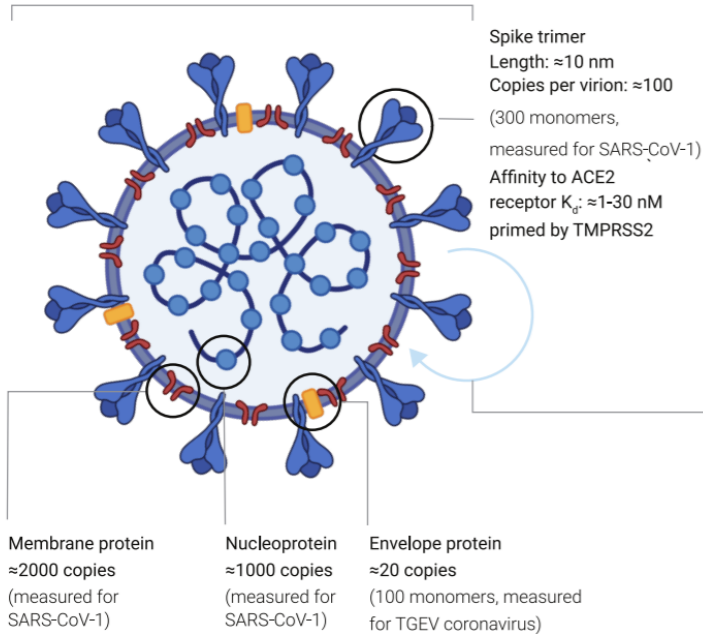 Spike trimer
Length: ≈10 nm
Copies per virion: ≈100
(300 monomers,
measured for SARS-CoV-1)
Affinity to ACE2
receptor Kd: ≈1-30 nM
primed by TMPRSS2
Membrane protein
≈2000 copies
(measured for
SARS-CoV-1)
Nucleoprotein
≈1000 copies
(measured for
SARS-CoV-1)
Envelope protein
≈20 copies
(100 monomers, measured
for TGEV coronavirus)